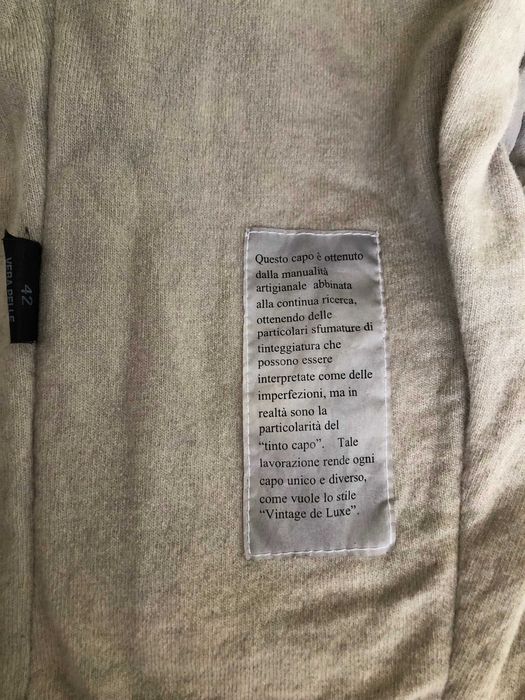 Questo capo è ottenuto
dalla manualità
artigianale abbinata
alla continua ricerca,
ottenendo delle
particolari sfumature di
tinteggiatura che
possono essere
interpretate come delle
imperfezioni, ma in
realtà sono la
particolarità del
“tinto capo”. Tale
lavorazione rende ogni
capo unico e diverso,
come vuole lo stile
“Vintage de Luxe”.
42
VERA PELLE